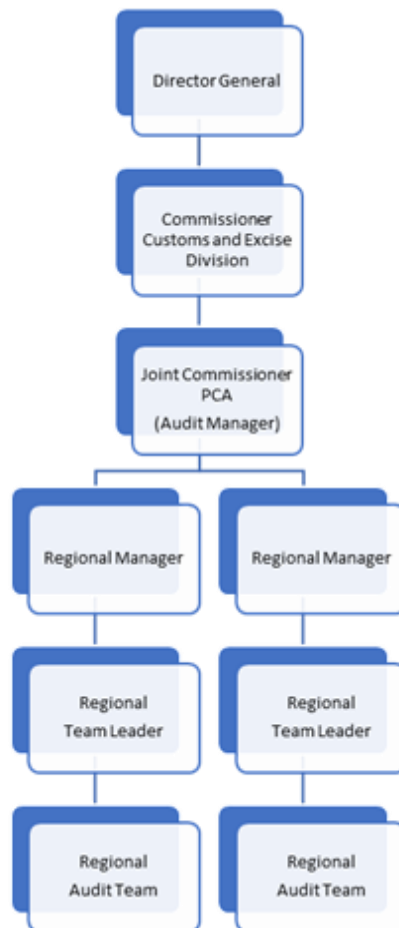 Director General
Commissioner
Customs and Excise
Division
Joint Commissioner
PCA
(Audit Manager)
Regional Manager
Regional Manager
Regional
Team Leader
Regional
Team Leader
Regional
Audit Team
Regional
Audit Team